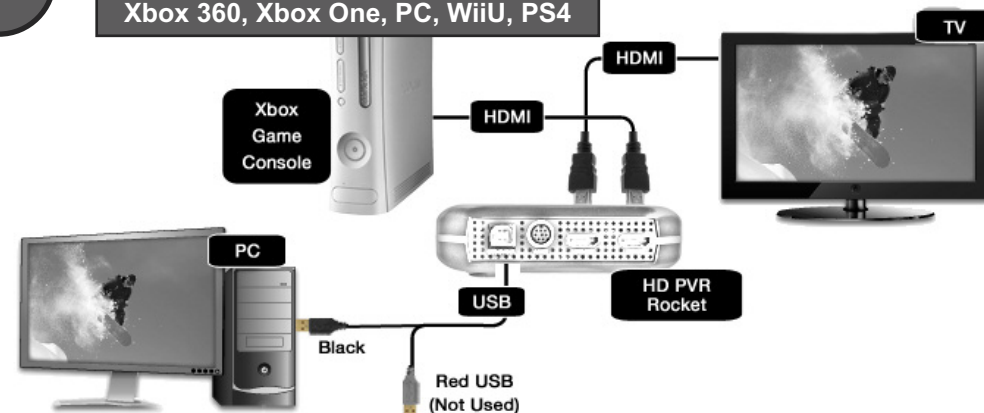 Xbox 360, Xbox One, PC, WiiU, PS4
TV
HDMI
HDMI
Xbox
Game
Console
PC
USB
HD PVR
Rocket
Black
Red USB
(Not Used)